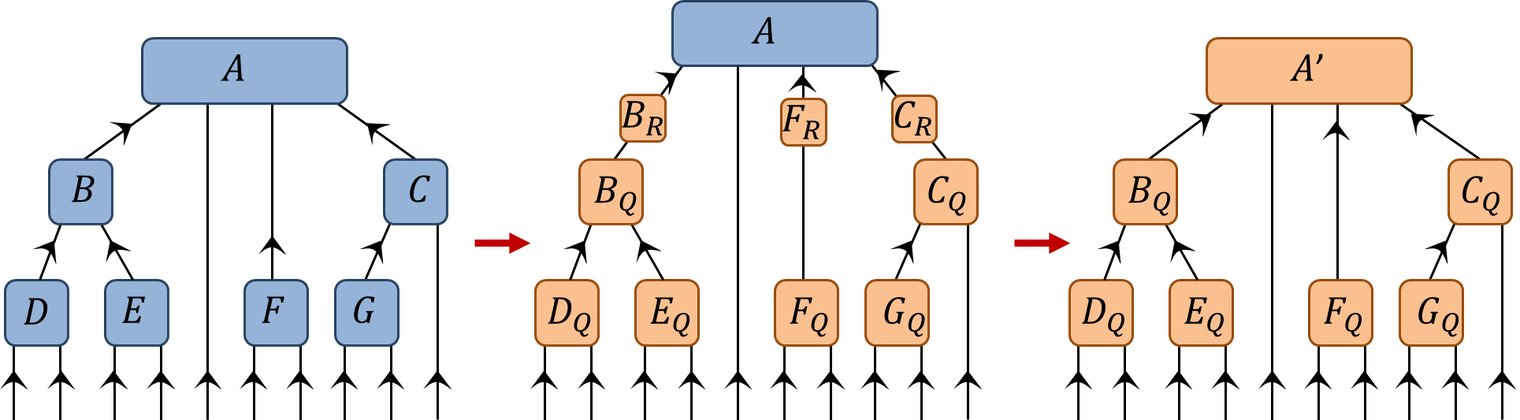 A
B
C
D
E
F
G
A
B_R
F_R
C_R
B_Q
C_Q
D_Q
E_Q
F_Q
G_Q
A'
B_Q
C_Q
D_Q
E_Q
F_Q
G_Q